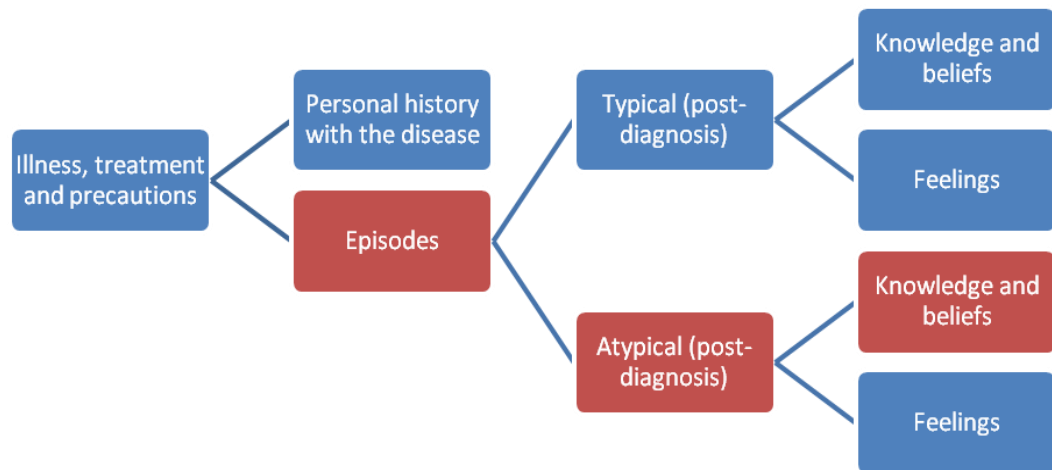 Illness, treatment
and precautions
Personal history
with the disease
Episodes
Typical (post-
diagnosis)
Atypical (post-
diagnosis)
Knowledge and
beliefs
Feelings
Knowledge and
beliefs
Feelings